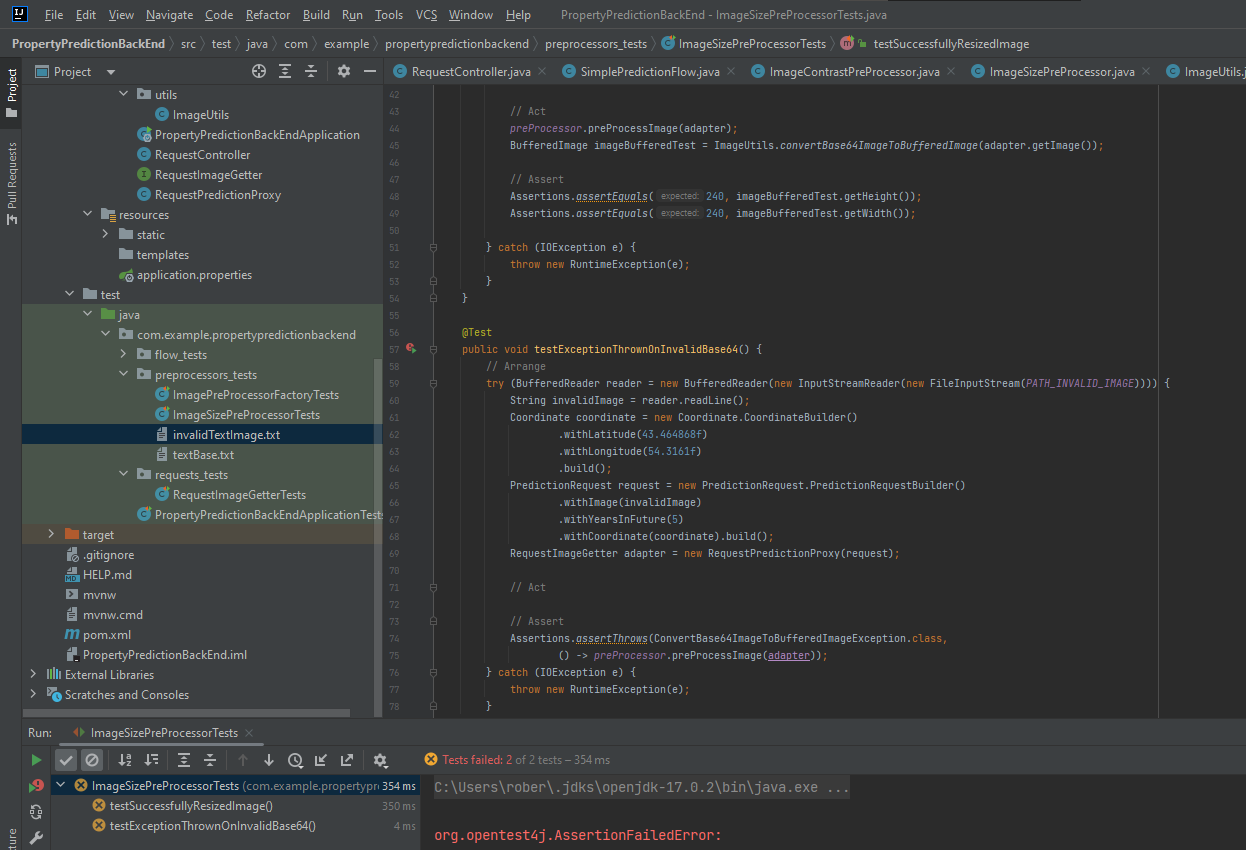 File Edit View Navigate Code Refactor Build Run Tools VCS Window Help PropertyPredictionBackEnd - ImageSizePreProcessorTests.java
PropertyPredictionBackEnd src test java com example propertypredictionbackend preprocessors_tests ImageSizePreProcessorTests testSuccessfullyResizedImage
Project
RequestController.java SimplePredictionFlow.java ImageContrastPreProcessor.java ImageSizePreProcessor.java ImageUtils.j
Project
Pull Requests
utils
ImageUtils
PropertyPredictionBackEndApplication
RequestController
RequestImageGetter
RequestPredictionProxy
resources
static
templates
application.properties
test
java
com.example.propertypredictionbackend
flow_tests
preprocessors_tests
ImagePreProcessorFactoryTests
ImageSizePreProcessorTests
invalidTextImage.txt
textBase.txt
requests_tests
RequestImageGetterTests
PropertyPredictionBackEndApplicationTest
target
.gitignore
HELP.md
mvnw
mvnw.cmd
pom.xml
PropertyPredictionBackEnd.iml
External Libraries
Scratches and Consoles
42
43 // Act
44 preProcessor.preProcessImage(adapter);
45 BufferedImage imageBufferedTest = ImageUtils.convertBase64ImageToBufferedImage(adapter.getImage());
46
47 // Assert
48 Assertions.assertEquals( expected: 240, imageBufferedTest.getHeight());
49 Assertions.assertEquals( expected: 240, imageBufferedTest.getWidth());
50
51 } catch (IOException e) {
52 throw new RuntimeException(e);
53 }
54 }
55
56 @Test
57 public void testExceptionThrownOnInvalidBase64() {
58 // Arrange
59 try (BufferedReader reader = new BufferedReader(new InputStreamReader(new FileInputStream(PATH_INVALID_IMAGE)))) {
60 String invalidImage = reader.readLine();
61 Coordinate coordinate = new Coordinate.CoordinateBuilder()
62 .withLatitude(43.464868f)
63 .withLongitude(54.3161f)
64 .build();
65 PredictionRequest request = new PredictionRequest.PredictionRequestBuilder()
66 .withImage(invalidImage)
67 .withYearsInFuture(5)
68 .withCoordinate(coordinate).build();
69 RequestImageGetter adapter = new RequestPredictionProxy(request);
70
71 // Act
72
73 // Assert
74 Assertions.assertThrows(ConvertBase64ImageToBufferedImageException.class,
75 () -> preProcessor.preProcessImage(adapter));
76 } catch (IOException e) {
77 throw new RuntimeException(e);
78 }
Run: ImageSizePreProcessorTests
Tests failed: 2 of 2 tests – 354 ms
ImageSizePreProcessorTests (com.example.propertypre 354 ms
testSuccessfullyResizedImage() 350 ms
testExceptionThrownOnInvalidBase64() 4 ms
C:\Users\rober\.jdks\openjdk-17.0.2\bin\java.exe ...
org.opentest4j.AssertionFailedError: